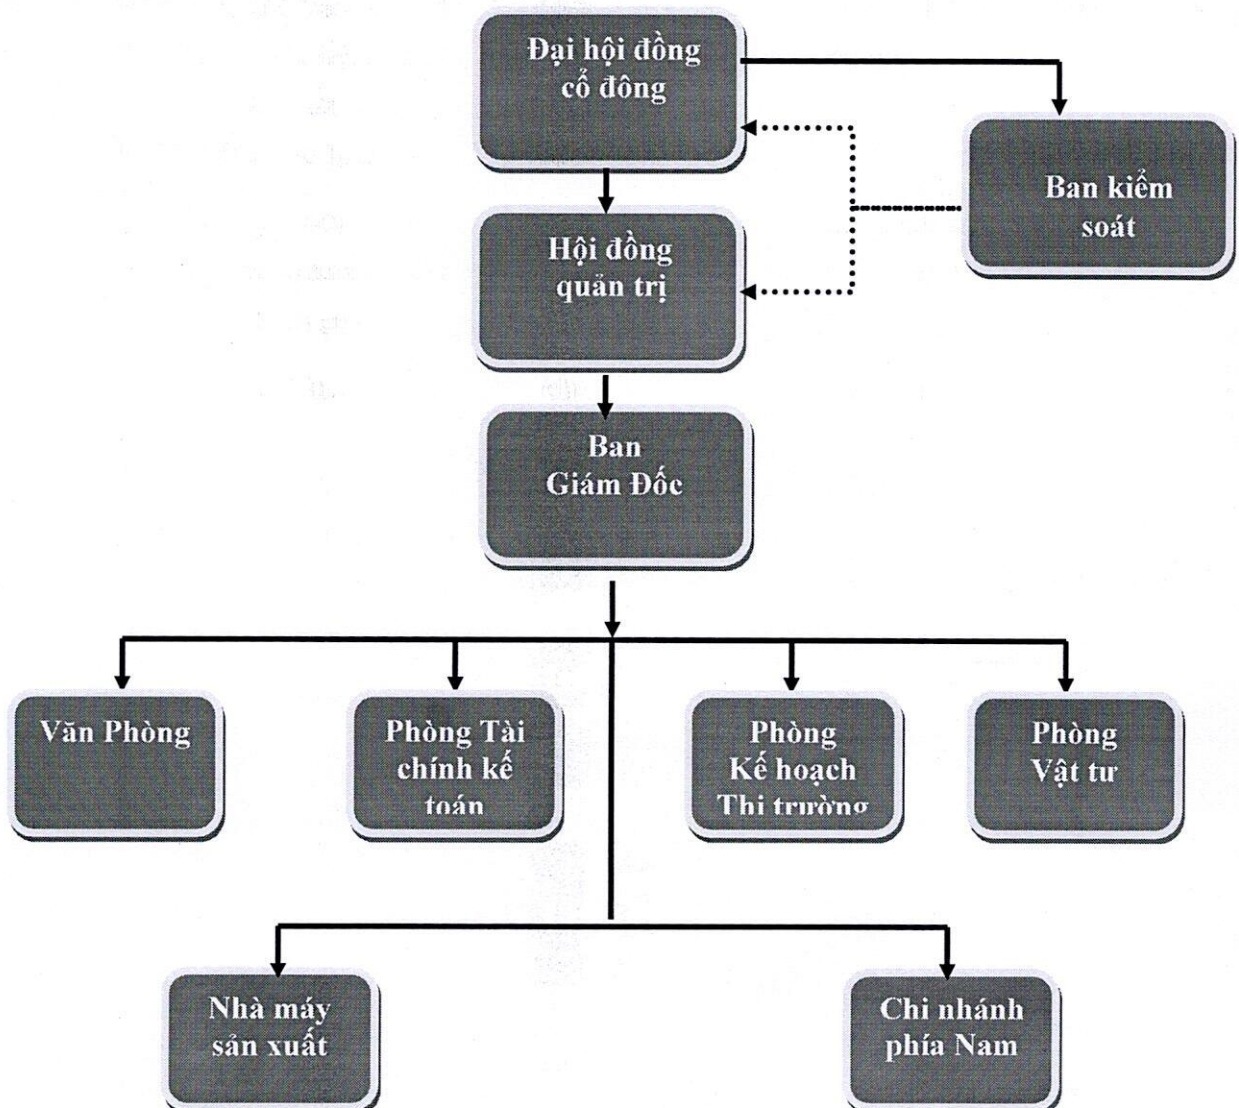 Đại hội đồng
cổ đông
Ban kiểm
soát
Hội đồng
quản trị
Ban
Giám Đốc
Văn Phòng
Phòng Tài
chính kế
toán
Phòng
Kế hoạch
Thị trường
Phòng
Vật tư
Nhà máy
sản xuất
Chi nhánh
phía Nam